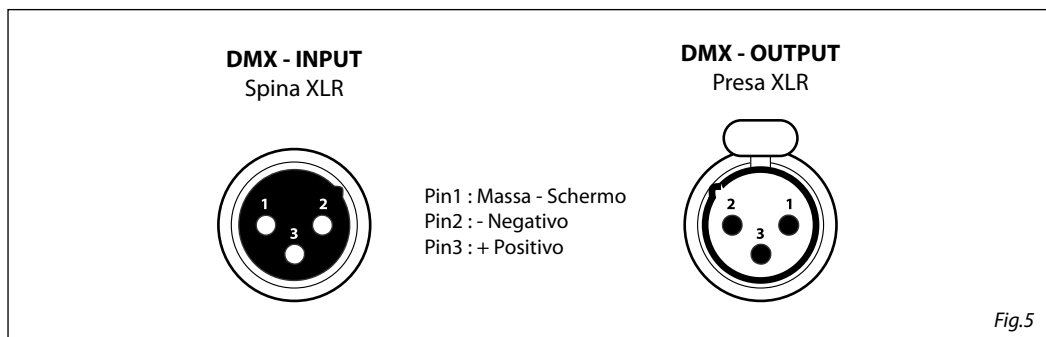 DMX - INPUT
Spina XLR
1
2
3
Pin1 : Massa - Schermo
Pin2 : - Negativo
Pin3 : + Positivo
DMX - OUTPUT
Presa XLR
2
1
3
Fig.5